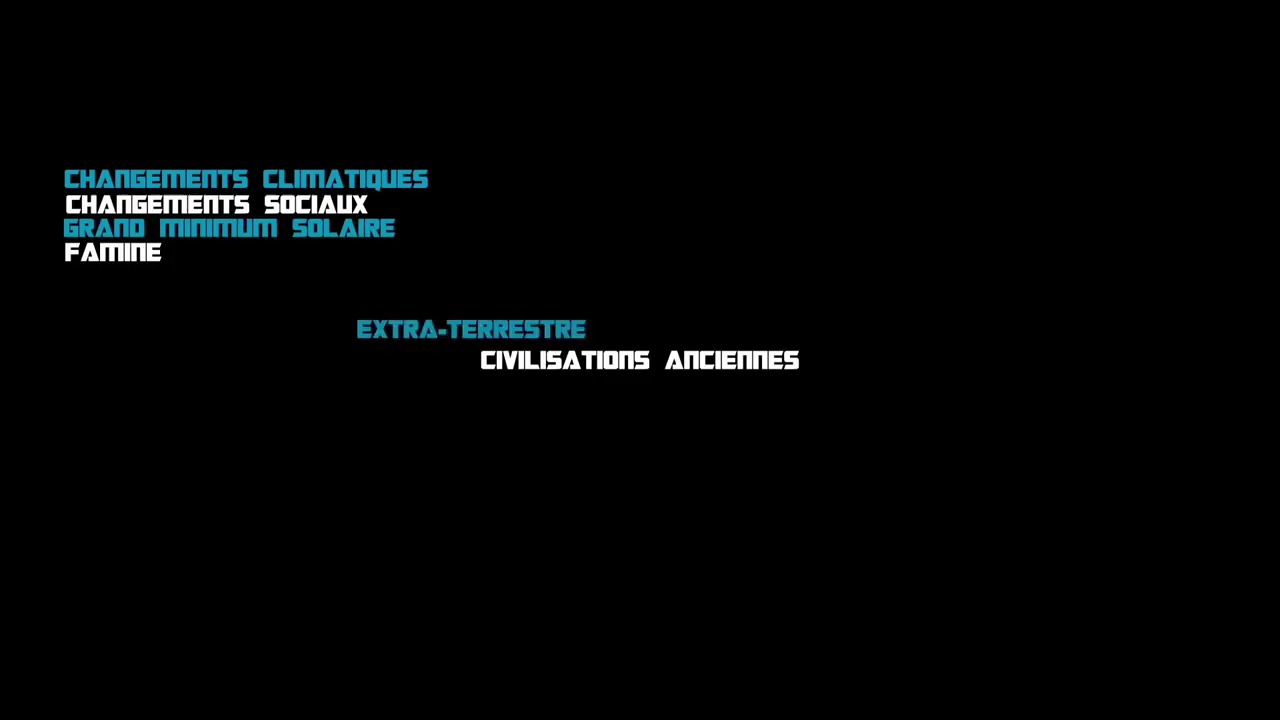 CHANGEMENTS CLIMATIQUES
CHANGEMENTS SOCIAUX
GRAND MINIMUM SOLAIRE
FAMINE
EXTRA-TERRESTRE
CIVILISATIONS ANCIENNES